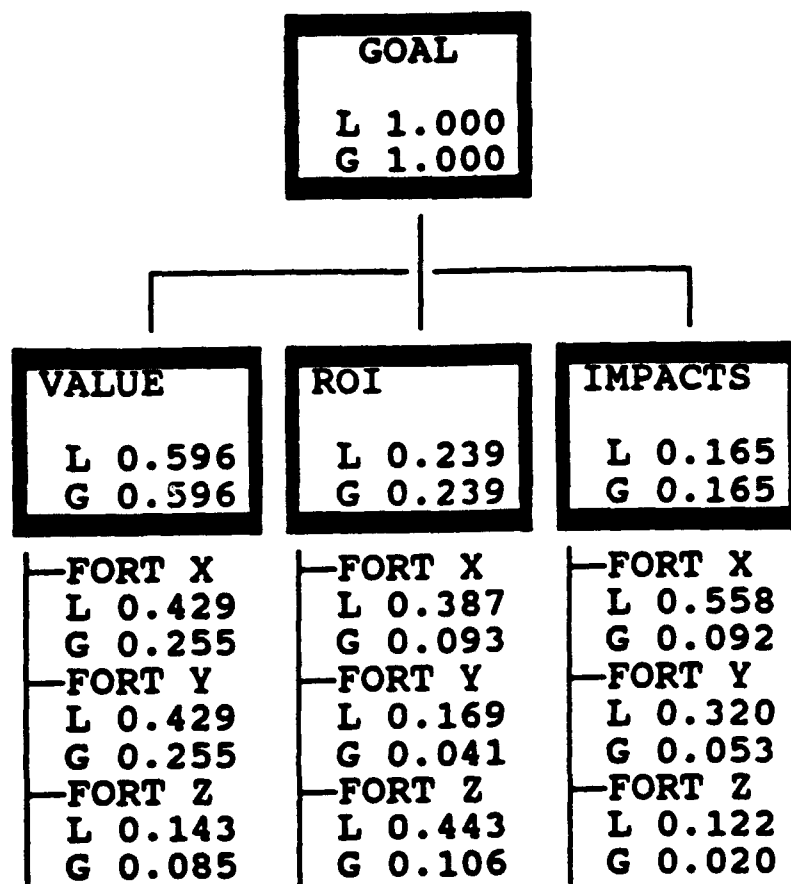 GOAL
L 1.000
G 1.000
VALUE
L 0.596
G 0.596
FORT X
L 0.429
G 0.255
FORT Y
L 0.429
G 0.255
FORT Z
L 0.143
G 0.085
ROI
L 0.239
G 0.239
FORT X
L 0.387
G 0.093
FORT Y
L 0.169
G 0.041
FORT Z
L 0.443
G 0.106
IMPACTS
L 0.165
G 0.165
FORT X
L 0.558
G 0.092
FORT Y
L 0.320
G 0.053
FORT Z
L 0.122
G 0.020